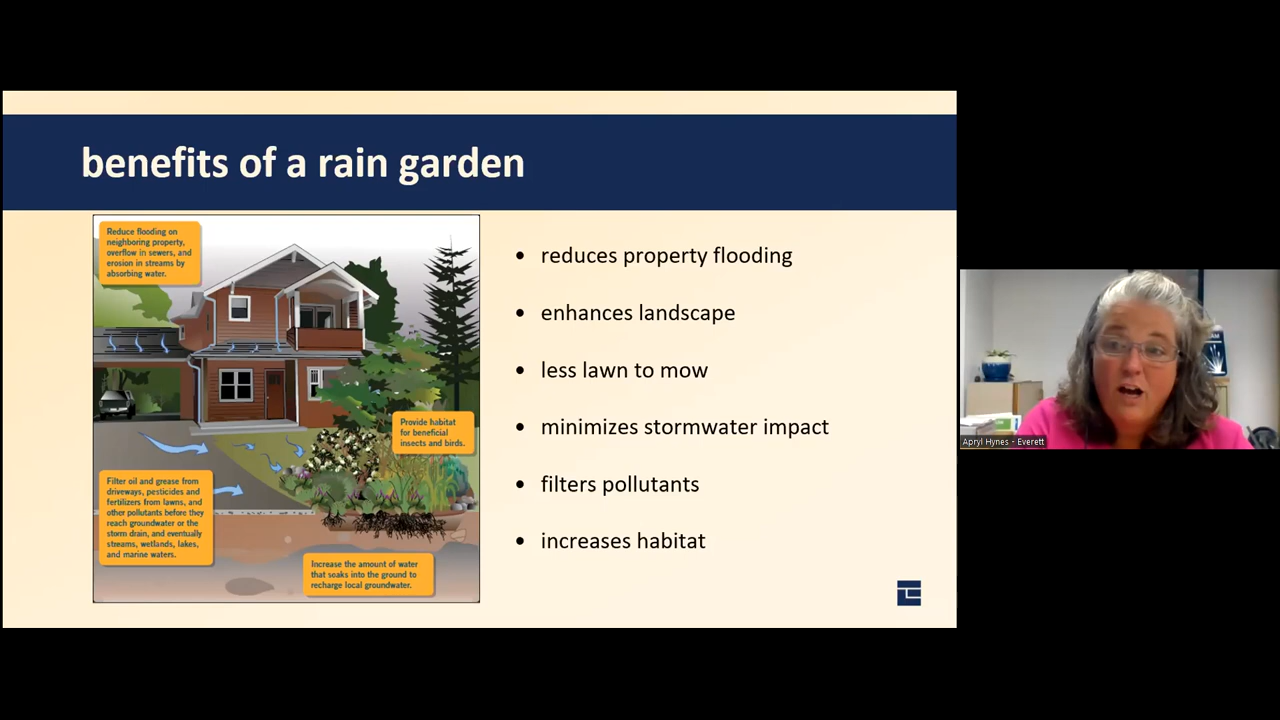 benefits of a rain garden
Reduce flooding on
neighboring property,
overflow in sewers, and
erosion in streams by
absorbing water.
Provide habitat
for beneficial
insects and birds.
Filter oil and grease from
driveways, pesticides and
fertilizers from lawns, and
other pollutants before they
reach groundwater or the
storm drain, and eventually
streams, wetlands, lakes,
and marine waters.
Increase the amount of water
that soaks into the ground to
recharge local groundwater.
• reduces property flooding
• enhances landscape
• less lawn to mow
• minimizes stormwater impact
• filters pollutants
• increases habitat
Apryl Hynes - Everett